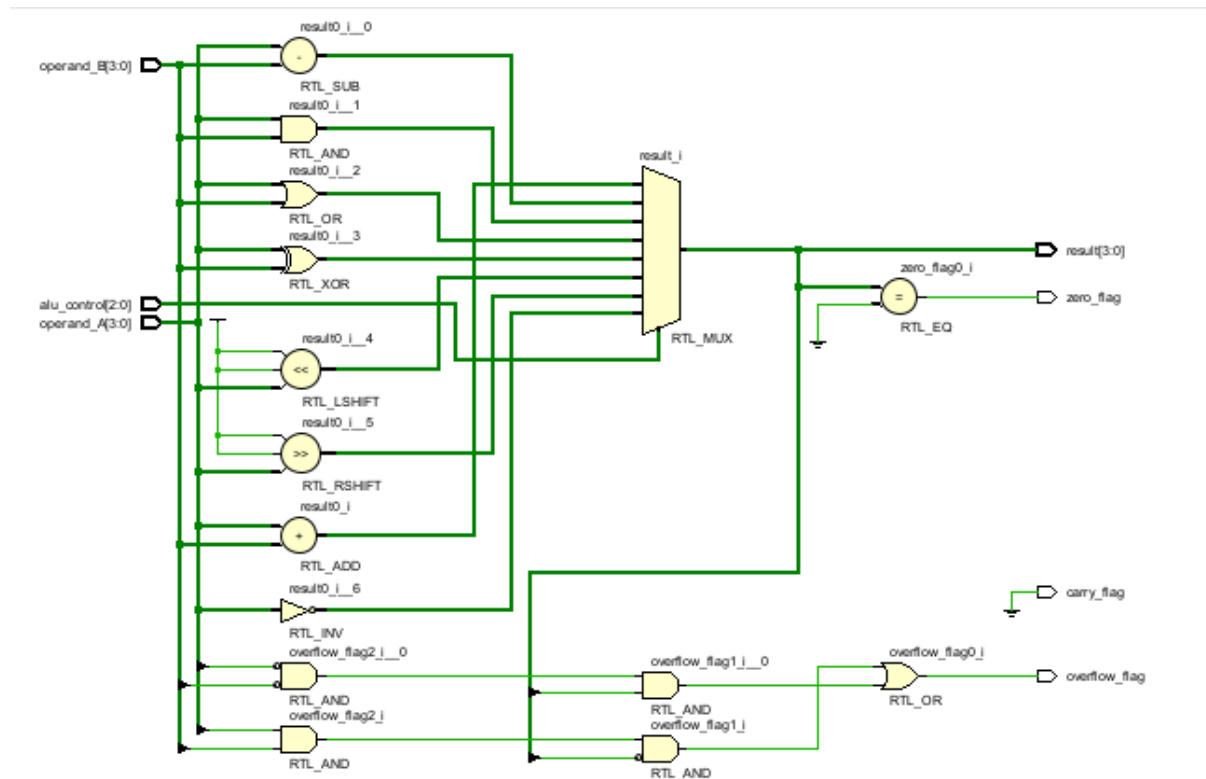 result0_i__0
operand_B[3:0]
-
RTL_SUB
result0_i__1
RTL_AND
result_i
result0_i__2
RTL_OR
result0_i__3
result[3:0]
zero_flag0_i
RTL_XOR
alu_control[2:0]
=
zero_flag
operand_A[3:0]
RTL_EQ
result0_i__4
RTL_MUX
<<
RTL_LSHIFT
result0_i__5
>>
RTL_RSHIFT
result0_i
+
RTL_ADD
result0_i__6
carry_flag
RTL_INV
overflow_flag2_i__0
overflow_flag1_i__0
overflow_flag0_i
overflow_flag
RTL_AND
RTL_OR
RTL_AND
overflow_flag2_i
overflow_flag1_i
RTL_AND
RTL_AND